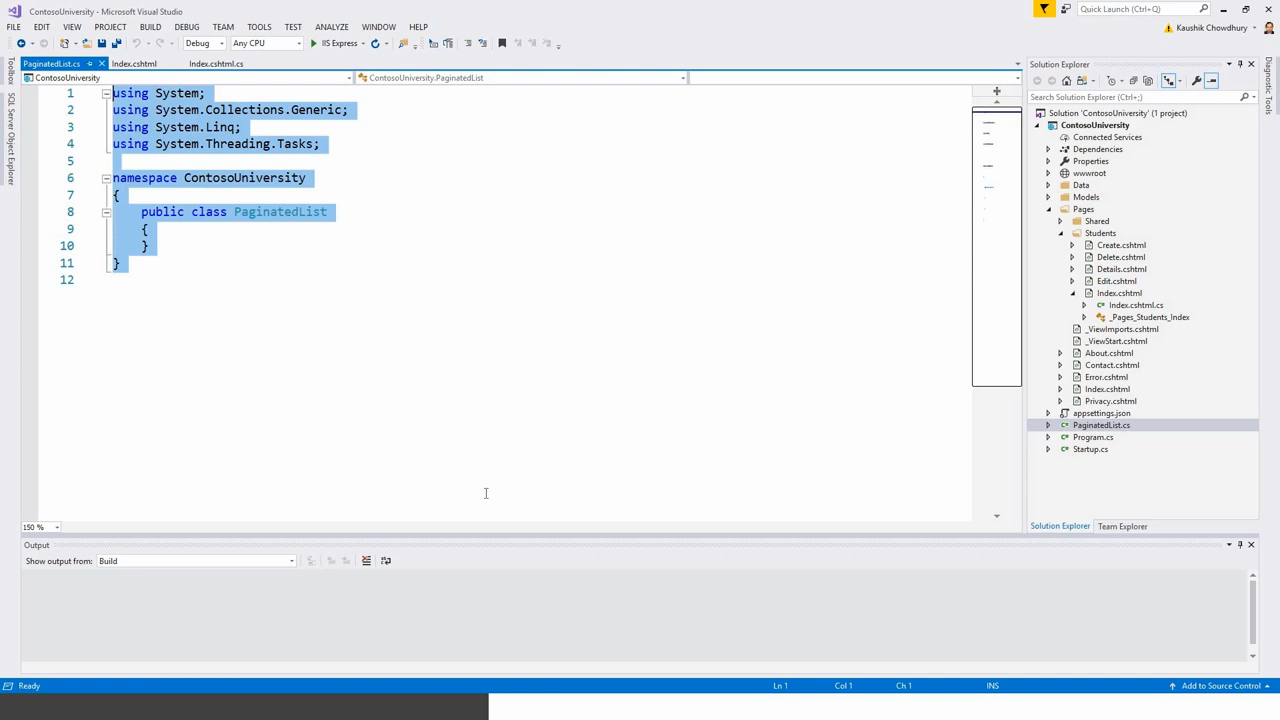 ContosoUniversity - Microsoft Visual Studio
Quick Launch (Ctrl+Q)
FILE EDIT VIEW PROJECT BUILD DEBUG TEAM TOOLS TEST ANALYZE WINDOW HELP
Kaushik Chowdhury
Debug Any CPU IIS Express
PaginatedList.cs Index.cshtml Index.cshtml.cs
ContosoUniversity ContosoUniversity.PaginatedList
Toolbox
SQL Server Object Explorer
1 using System;
2 using System.Collections.Generic;
3 using System.Linq;
4 using System.Threading.Tasks;
5
6 namespace ContosoUniversity
7 {
8 public class PaginatedList
9 {
10 }
11 }
12
150 %
Solution Explorer
Search Solution Explorer (Ctrl+;)
Solution 'ContosoUniversity' (1 project)
ContosoUniversity
Connected Services
Dependencies
Properties
wwwroot
Data
Models
Pages
Shared
Students
Create.cshtml
Delete.cshtml
Details.cshtml
Edit.cshtml
Index.cshtml
Index.cshtml.cs
_Pages_Students_Index
_ViewImports.cshtml
_ViewStart.cshtml
About.cshtml
Contact.cshtml
Error.cshtml
Index.cshtml
Privacy.cshtml
appsettings.json
PaginatedList.cs
Program.cs
Startup.cs
Solution Explorer Team Explorer
Diagnostic Tools
Output
Show output from: Build
Ready Ln 1 Col 1 Ch 1 INS Add to Source Control